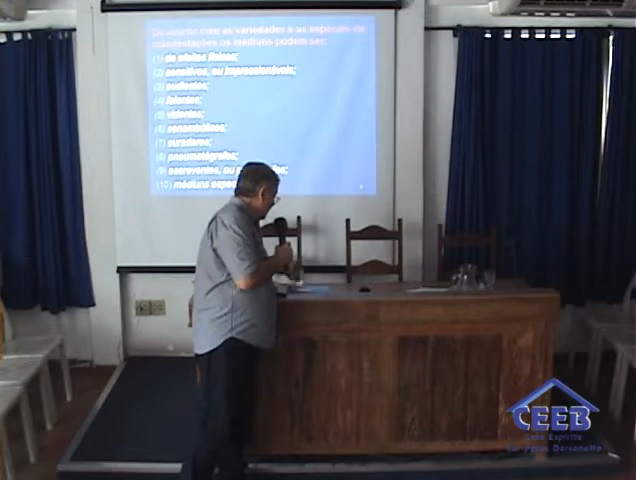 De acordo com as variedades e as espécies de
manifestações os médiuns podem ser:
(1) de efeitos físicos;
(2) sensitivos, ou impressionáveis;
(3) audientes;
(4) falantes;
(5) videntes;
(6) sonambúlicos;
(7) curadores;
(8) pneumatógrafos;
(9) escreventes, ou
(10) médiuns
CEEB
Espírita